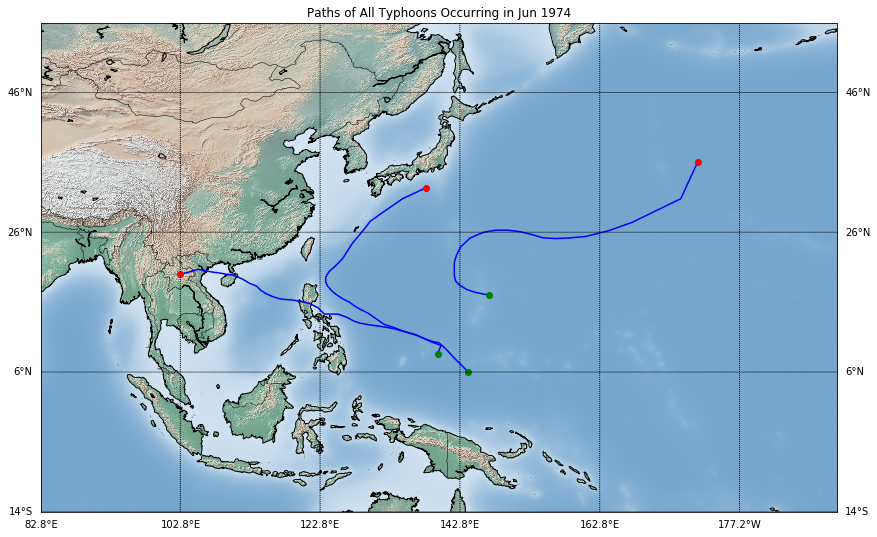 Paths of All Typhoons Occurring in Jun 1974
46°N 46°N
26°N 26°N
6°N 6°N
14°S 14°S
82.8°E 102.8°E 122.8°E 142.8°E 162.8°E 177.2°W